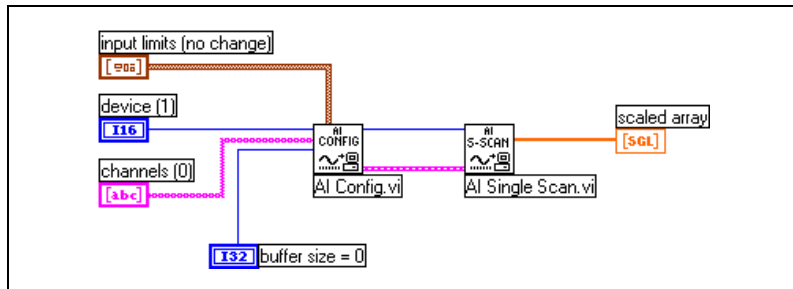 input limits (no change)
device (1)
I16
channels (0)
[abc]
AI
CONFIG
AI Config.vi
AI
S-SCAN
AI Single Scan.vi
scaled array
[SGL]
I32 buffer size = 0